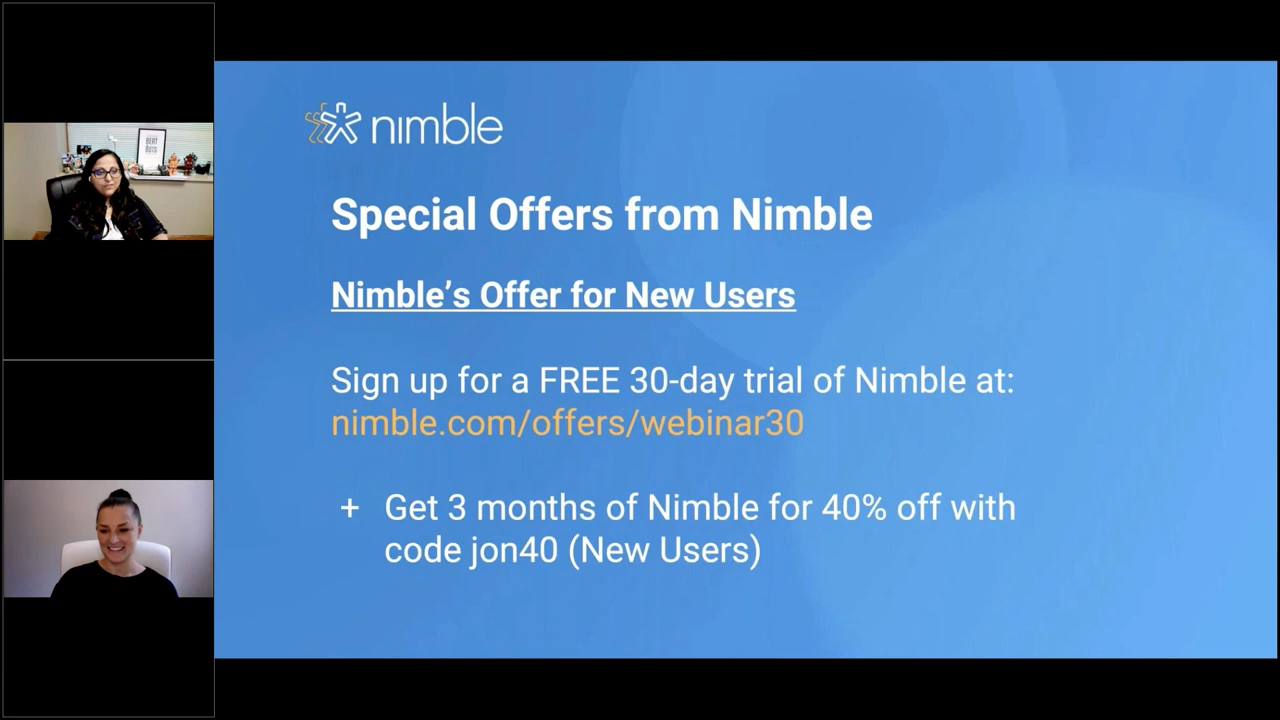 nimble
Special Offers from Nimble
Nimble’s Offer for New Users
Sign up for a FREE 30-day trial of Nimble at:
nimble.com/offers/webinar30
+ Get 3 months of Nimble for 40% off with
code jon40 (New Users)